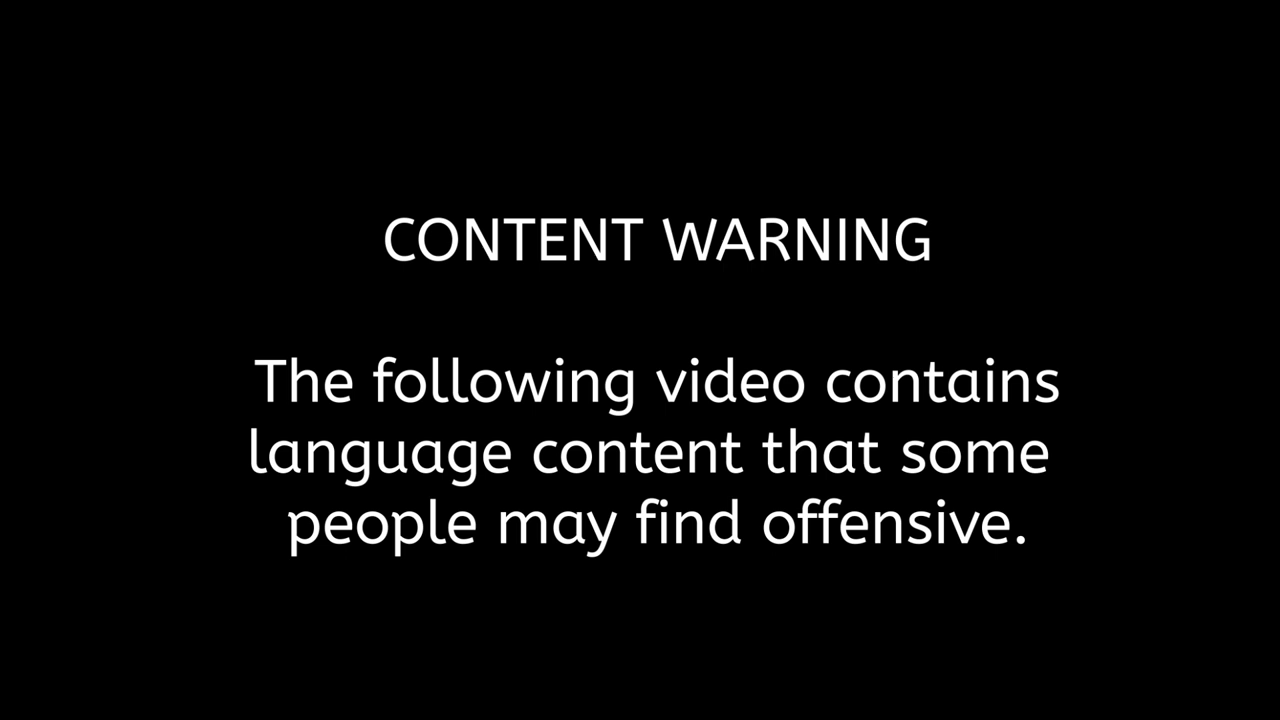 CONTENT WARNING
The following video contains
language content that some
people may find offensive.